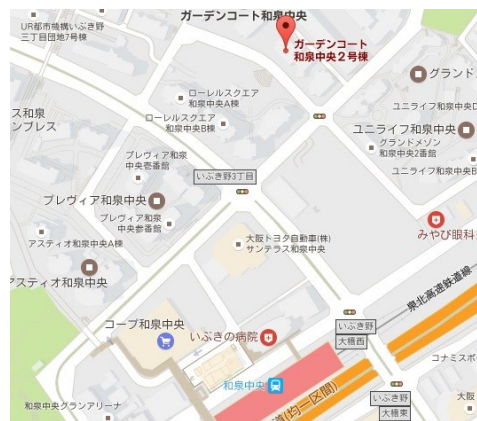 ガーデンコート和泉中央
UR都市機構いぶき野
三丁目団地7号棟
ガーデンコート
和泉中央2号棟
グランド
ローレルスクエア
和泉中央A棟
ユニライフ和泉中央D
ス和泉
ンプレス
ローレルスクエア
和泉中央B棟
ユニライフ和泉中央
グランドメゾン
和泉中央2番館
プレヴィア和泉
中央壱番館
いぶき野3丁目
ユニライフ和泉中央B
プレヴィア和泉中央
プレヴィア和泉
中央参番館
みやび眼科
アスティオ和泉中央A棟
大阪トヨタ自動車(株)
サンテラス和泉中央
アスティオ和泉中央
泉北高速鉄道線
コープ和泉中央
いぶきの病院
いぶき野
大橋西
コナミスポ
和泉中央
道(均一区間)
いぶき野
大橋東
大阪
和泉中央グランアリーナ